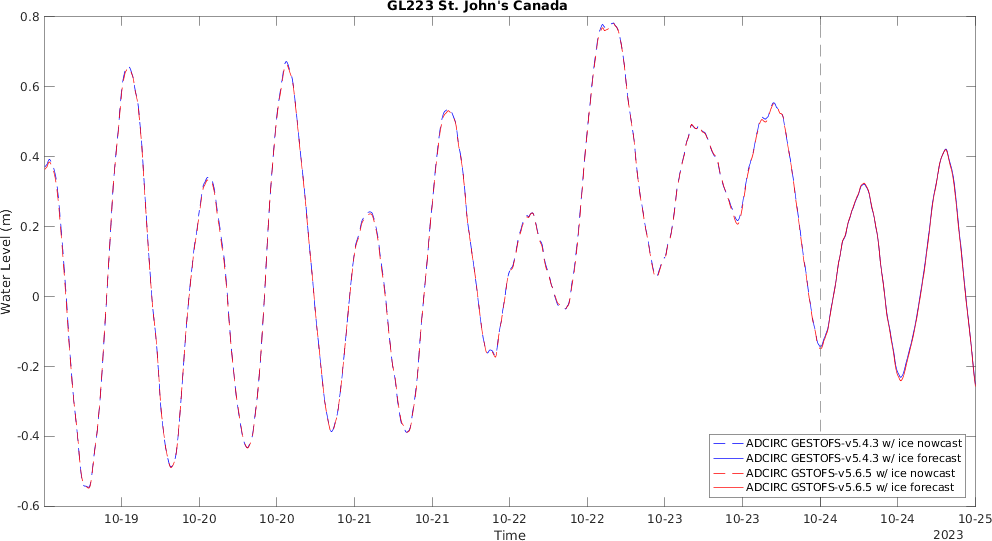 GL223 St. John's Canada
0.8
0.6
0.4
0.2
0
-0.2
-0.4
-0.6
Water Level (m)
ADCIRC GESTOFS-v5.4.3 w/ ice nowcast
ADCIRC GESTOFS-v5.4.3 w/ ice forecast
ADCIRC GSTOFS-v5.6.5 w/ ice nowcast
ADCIRC GSTOFS-v5.6.5 w/ ice forecast
10-19 10-20 10-20 10-21 10-21 10-22 10-22 10-23 10-23 10-24 10-24 10-25
Time
2023